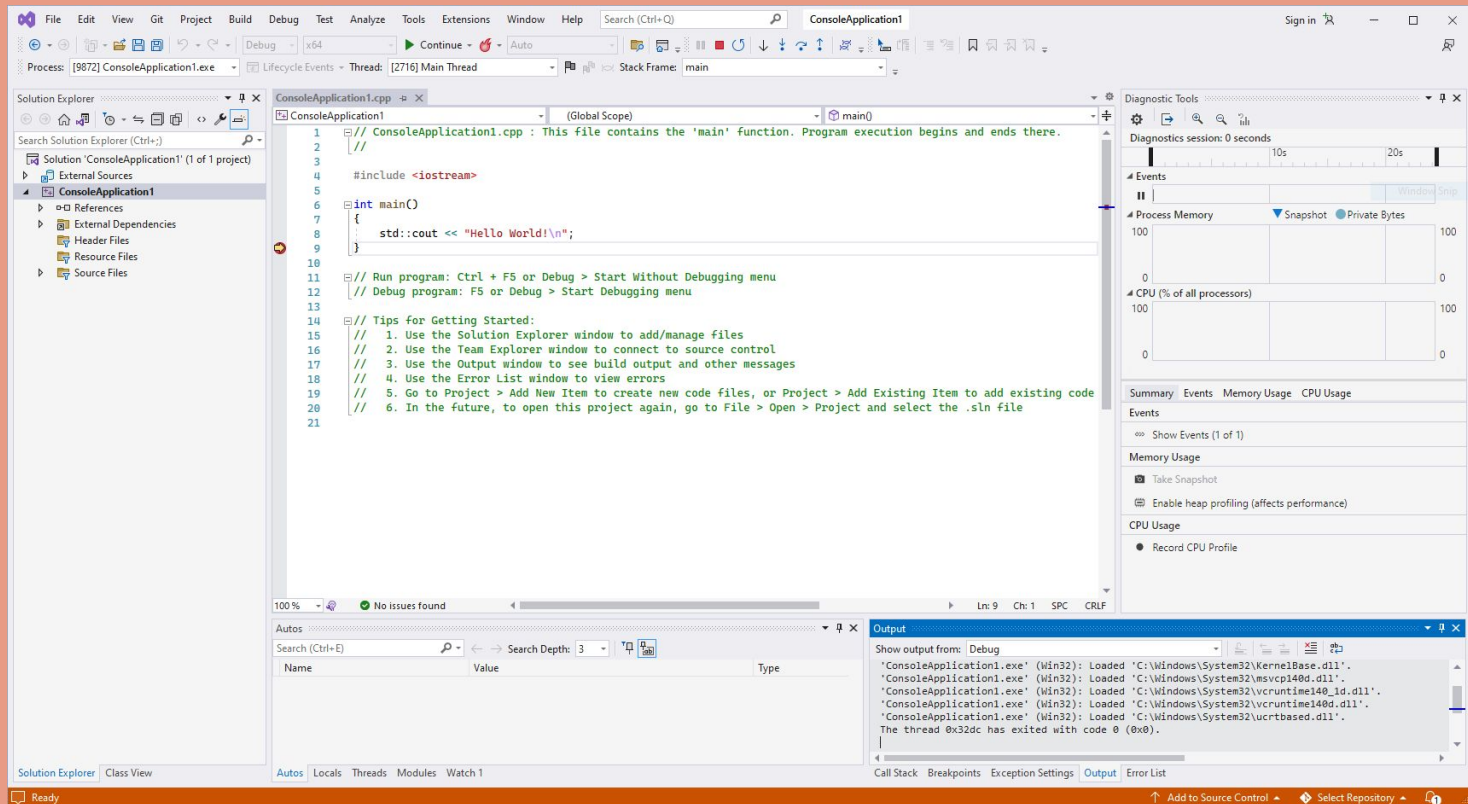 File Edit View Git Project Build Debug Test Analyze Tools Extensions Window Help Search (Ctrl+Q) ConsoleApplication1 Sign in
Debug x64 Continue Auto
Process: [9872] ConsoleApplication1.exe Lifecycle Events Thread: [2716] Main Thread Stack Frame: main
Solution Explorer
Search Solution Explorer (Ctrl+;)
Solution 'ConsoleApplication1' (1 of 1 project)
External Sources
ConsoleApplication1
References
External Dependencies
Header Files
Resource Files
Source Files
Solution Explorer Class View
ConsoleApplication1.cpp
ConsoleApplication1 (Global Scope) main()
1 // ConsoleApplication1.cpp : This file contains the 'main' function. Program execution begins and ends there.
2 //
3
4 #include <iostream>
5
6 int main()
7 {
8 std::cout << "Hello World!\n";
9 }
10
11 // Run program: Ctrl + F5 or Debug > Start Without Debugging menu
12 // Debug program: F5 or Debug > Start Debugging menu
13
14 // Tips for Getting Started:
15 // 1. Use the Solution Explorer window to add/manage files
16 // 2. Use the Team Explorer window to connect to source control
17 // 3. Use the Output window to see build output and other messages
18 // 4. Use the Error List window to view errors
19 // 5. Go to Project > Add New Item to create new code files, or Project > Add Existing Item to add existing code
20 // 6. In the future, to open this project again, go to File > Open > Project and select the .sln file
21
100 % No issues found Ln: 9 Ch: 1 SPC CRLF
Autos
Search (Ctrl+E) Search Depth: 3
Name Value Type
Autos Locals Threads Modules Watch 1
Output
Show output from: Debug
'ConsoleApplication1.exe' (Win32): Loaded 'C:\Windows\System32\KernelBase.dll'.
'ConsoleApplication1.exe' (Win32): Loaded 'C:\Windows\System32\msvcp140d.dll'.
'ConsoleApplication1.exe' (Win32): Loaded 'C:\Windows\System32\vcruntime140_1d.dll'.
'ConsoleApplication1.exe' (Win32): Loaded 'C:\Windows\System32\vcruntime140d.dll'.
'ConsoleApplication1.exe' (Win32): Loaded 'C:\Windows\System32\ucrtbased.dll'.
The thread 0x32dc has exited with code 0 (0x0).
Call Stack Breakpoints Exception Settings Output Error List
Diagnostic Tools
Diagnostics session: 0 seconds
10s 20s
Events
Window Snip
Process Memory Snapshot Private Bytes
100 100
0 0
CPU (% of all processors)
100 100
0 0
Summary Events Memory Usage CPU Usage
Events
Show Events (1 of 1)
Memory Usage
Take Snapshot
Enable heap profiling (affects performance)
CPU Usage
Record CPU Profile
Ready Add to Source Control Select Repository 1